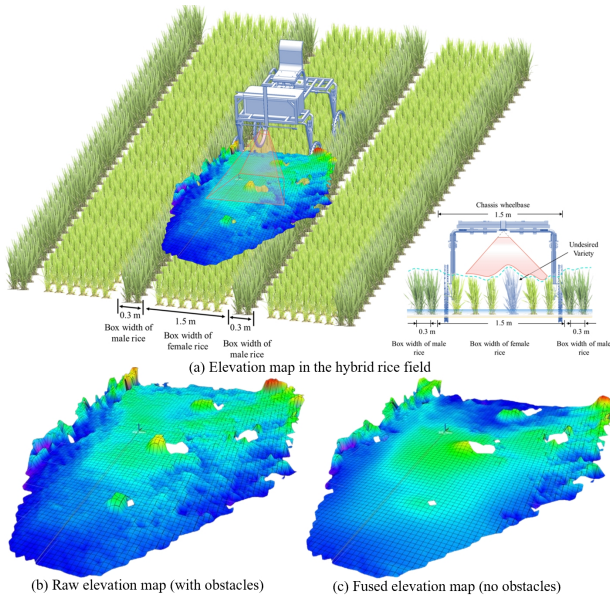 Chassis wheelbase
1.5 m
Undesired
Variety
0.3 m
1.5 m
0.3 m
Box width of male
rice
Box width of female
rice
Box width of male
rice
0.3 m
Box width of
male rice
1.5 m
Box width of
female rice
0.3 m
Box width of
male rice
(a) Elevation map in the hybrid rice field
(b) Raw elevation map (with obstacles)
(c) Fused elevation map (no obstacles)